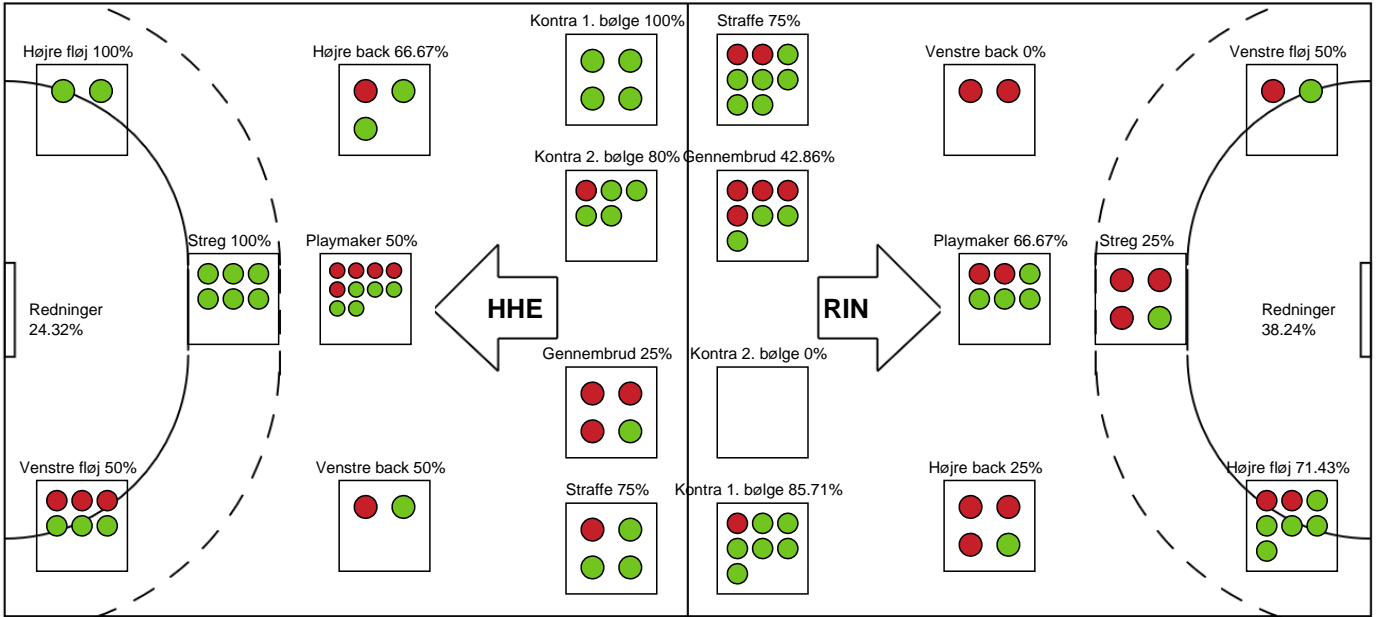 Kontra 1. bølge 100%
Straffe 75%
Højre fløj 100%
Højre back 66.67%
Venstre back 0%
Venstre fløj 50%
Kontra 2. bølge 80%
Gennembrud 42.86%
Streg 100%
Playmaker 50%
Playmaker 66.67%
Streg 25%
Redninger
24.32%
HHE
RIN
Redninger
38.24%
Gennembrud 25%
Kontra 2. bølge 0%
Venstre fløj 50%
Venstre back 50%
Højre back 25%
Højre fløj 71.43%
Straffe 75%
Kontra 1. bølge 85.71%